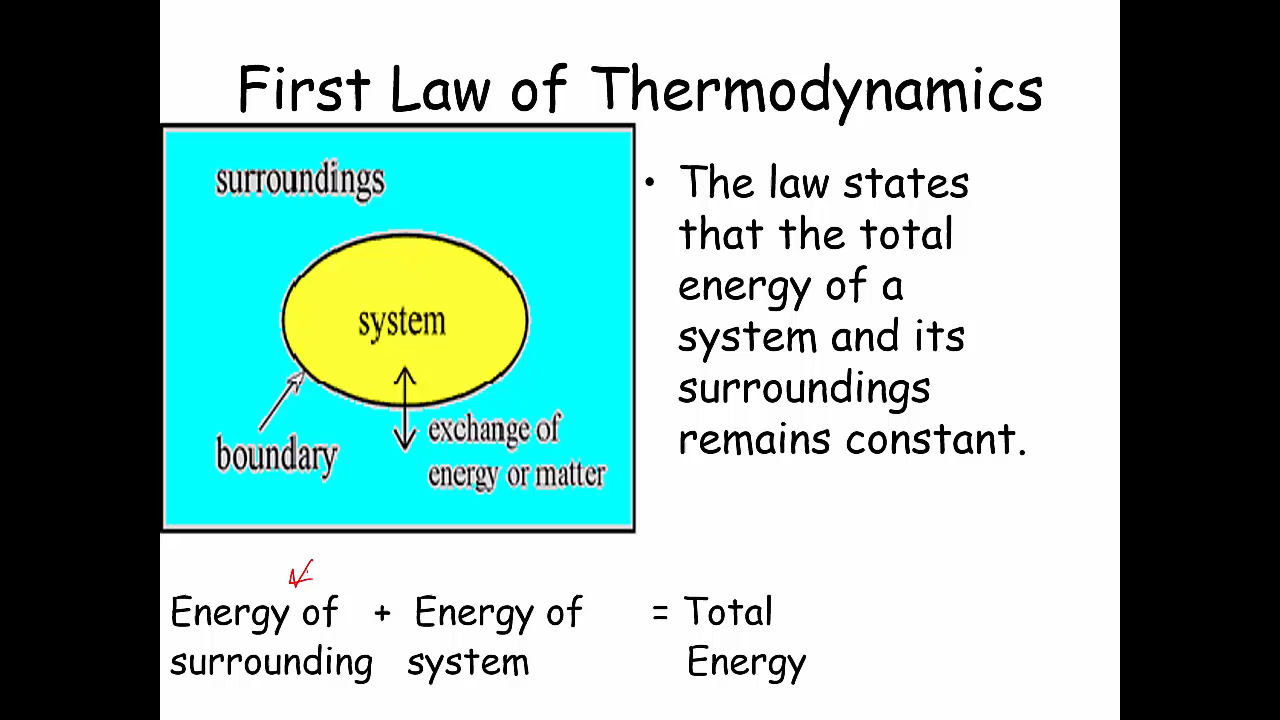 First Law of Thermodynamics
surroundings
system
boundary
exchange of
energy or matter
• The law states
that the total
energy of a
system and its
surroundings
remains constant.
Energy of + Energy of = Total
surrounding system Energy